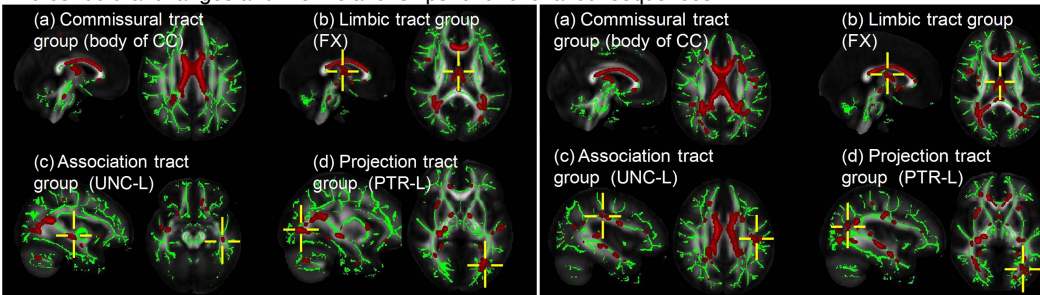 (a) Commissural tract
group (body of CC)
(b) Limbic tract group
(FX)
(c) Association tract
group (UNC-L)
(d) Projection tract
group (PTR-L)
(a) Commissural tract
group (body of CC)
(b) Limbic tract group
(FX)
(c) Association tract
group (UNC-L)
(d) Projection tract
group (PTR-L)